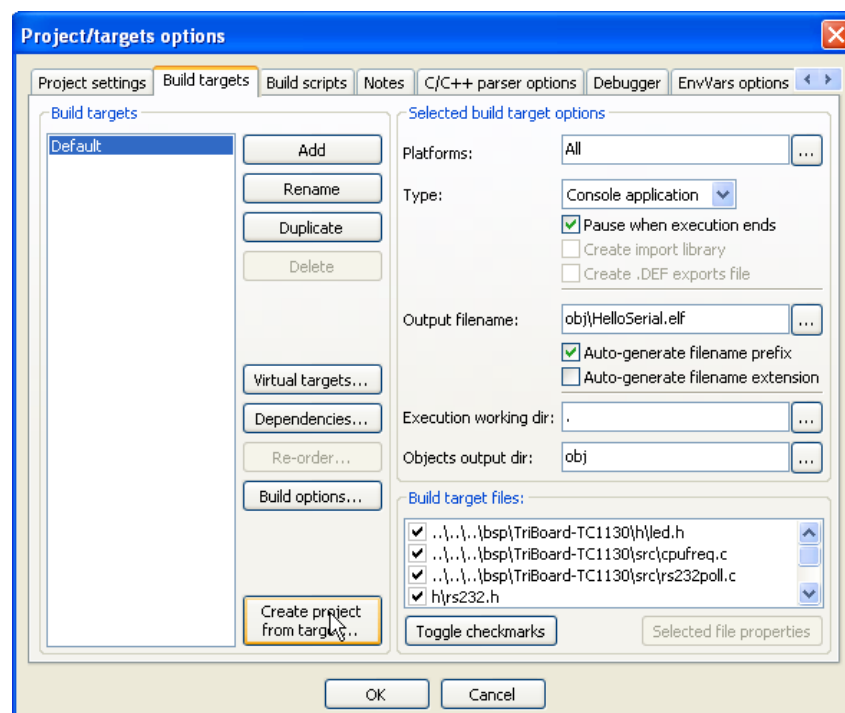 Project/targets options
Project settings
Build targets
Build scripts
Notes
C/C++ parser options
Debugger
EnvVars options
Build targets
Default
Add
Rename
Duplicate
Delete
Virtual targets...
Dependencies...
Re-order...
Build options...
Create project
from target...
Selected build target options
Platforms:
All
...
Type:
Console application
Pause when execution ends
Create import library
Create .DEF exports file
Output filename:
obj\HelloSerial.elf
...
Auto-generate filename prefix
Auto-generate filename extension
Execution working dir:
.
...
Objects output dir:
obj
...
Build target files:
..\..\..\bsp\TriBoard-TC1130\h\led.h
..\..\..\bsp\TriBoard-TC1130\src\cpufreq.c
..\..\..\bsp\TriBoard-TC1130\src\rs232poll.c
h\rs232.h
Toggle checkmarks
Selected file properties
OK
Cancel